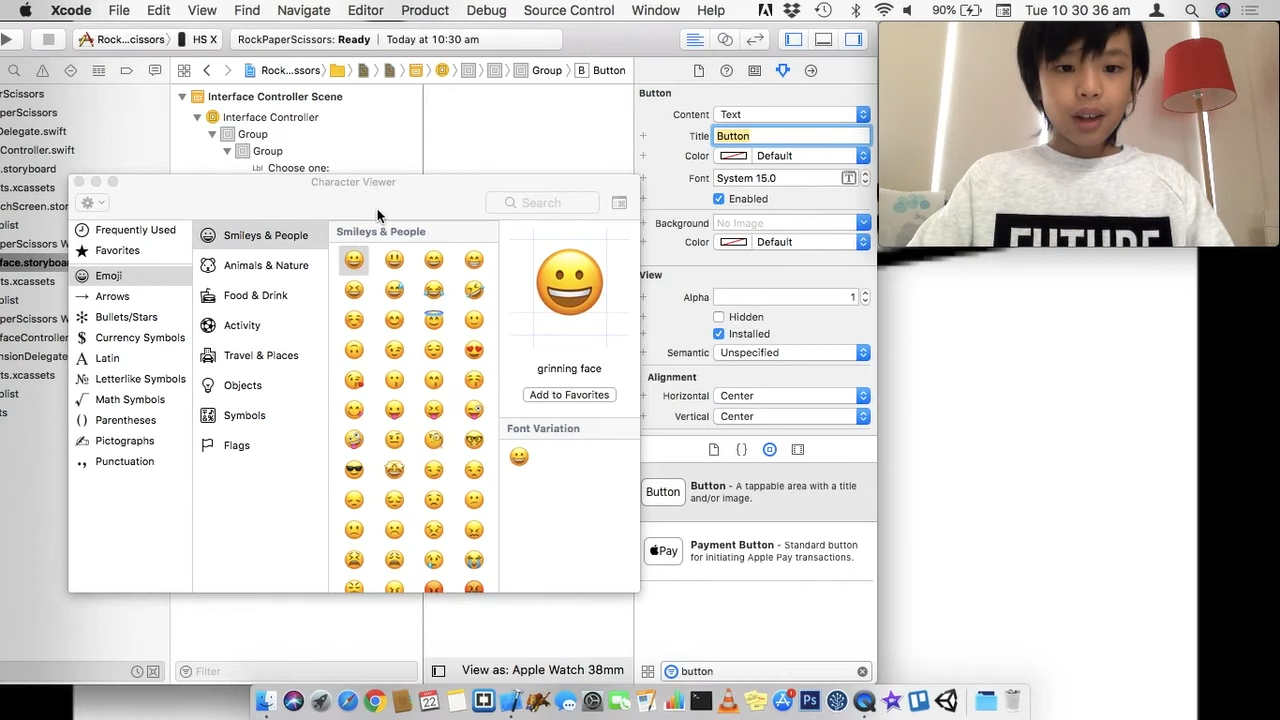 Xcode File Edit View Find Navigate Editor Product Debug Source Control Window Help 90% Tue 10 30 36 am
Rock...cissors HS X RockPaperScissors: Ready Today at 10:30 am
Rock...ssors Group B Button
rScissors
perScissors
Delegate.swift
Controller.swift
.storyboard
ts.xcassets
chScreen.storyboard
plist
perScissors W
face.storyboar
ts.xcassets
plist
perScissors W
faceController
nsionDelegate
ts.xcassets
plist
ts
Interface Controller Scene
Interface Controller
Group
Group
Lbl Choose one:
Character Viewer
Search
Frequently Used
Favorites
Emoji
Arrows
Bullets/Stars
Currency Symbols
A Latin
Letterlike Symbols
Math Symbols
Parentheses
Pictographs
Punctuation
Smileys & People
Animals & Nature
Food & Drink
Activity
Travel & Places
Objects
Symbols
Flags
Smileys & People
grinning face
Add to Favorites
Font Variation
Button
Content Text
Title Button
Color Default
Font System 15.0 T
Enabled
Background No Image
Color Default
View
Alpha 1
Hidden
Installed
Semantic Unspecified
Alignment
Horizontal Center
Vertical Center
Button Button - A tappable area with a title
and/or image.
Pay Payment Button - Standard button
for initiating Apple Pay transactions.
Filter
View as: Apple Watch 38mm
button
FUTURE
22
Ps